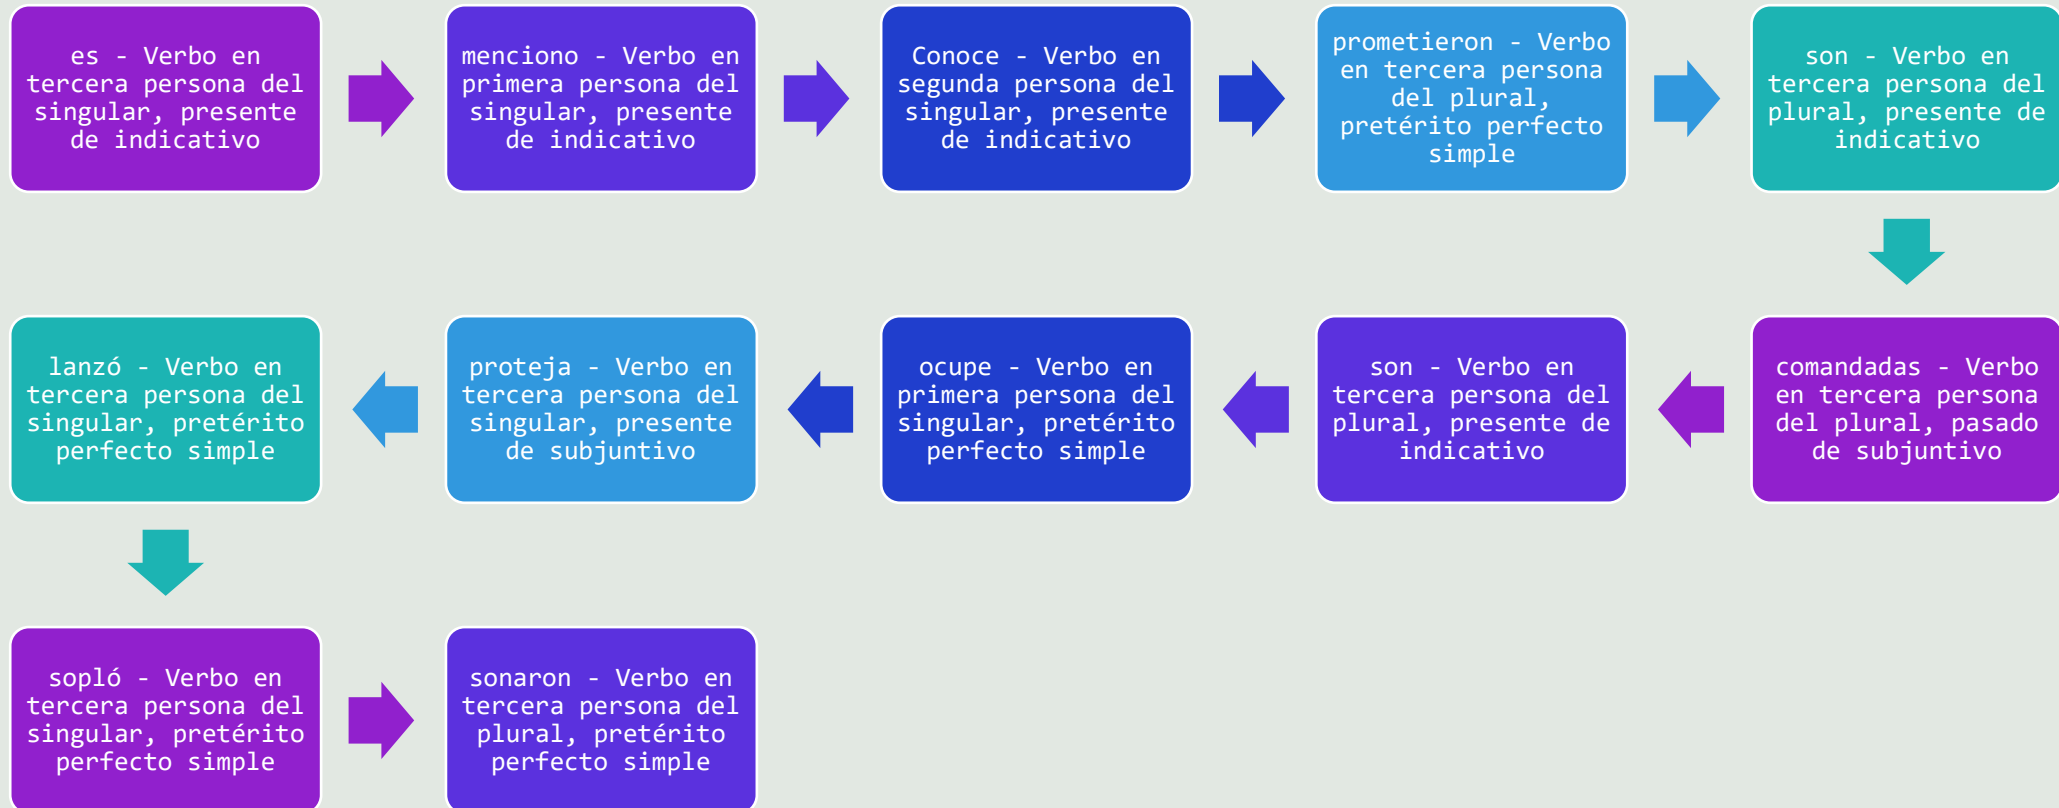 es - Verbo en
tercera persona del
singular, presente
de indicativo
menciono - Verbo en
primera persona del
singular, presente
de indicativo
Conoce - Verbo en
segunda persona del
singular, presente
de indicativo
prometieron - Verbo
en tercera persona
del plural,
pretérito perfecto
simple
son - Verbo en
tercera persona del
plural, presente de
indicativo
comandadas - Verbo
en tercera persona
del plural, pasado
de subjuntivo
son - Verbo en
tercera persona del
plural, presente de
indicativo
ocupe - Verbo en
primera persona del
singular, pretérito
perfecto simple
proteja - Verbo en
tercera persona del
singular, presente
de subjuntivo
lanzó - Verbo en
tercera persona del
singular, pretérito
perfecto simple
sopló - Verbo en
tercera persona del
singular, pretérito
perfecto simple
sonaron - Verbo en
tercera persona del
plural, pretérito
perfecto simple